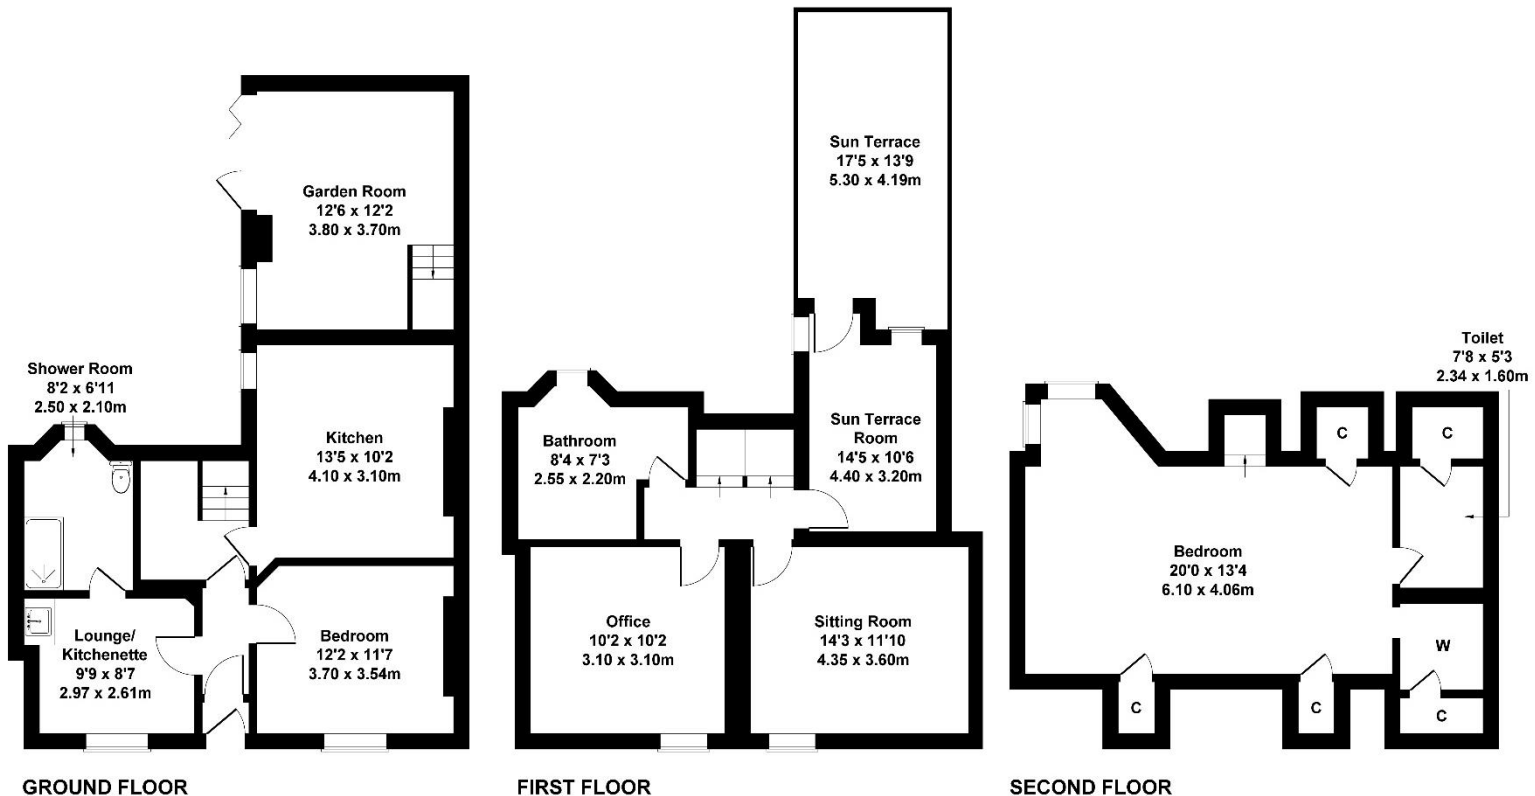 Garden Room
12'6 x 12'2
3.80 x 3.70m
Shower Room
8'2 x 6'11
2.50 x 2.10m
Kitchen
13'5 x 10'2
4.10 x 3.10m
Lounge/
Kitchenette
9'9 x 8'7
2.97 x 2.61m
Bedroom
12'2 x 11'7
3.70 x 3.54m
GROUND FLOOR
Sun Terrace
17'5 x 13'9
5.30 x 4.19m
Bathroom
8'4 x 7'3
2.55 x 2.20m
Sun Terrace
Room
14'5 x 10'6
4.40 x 3.20m
Office
10'2 x 10'2
3.10 x 3.10m
Sitting Room
14'3 x 11'10
4.35 x 3.60m
FIRST FLOOR
Toilet
7'8 x 5'3
2.34 x 1.60m
C
C
Bedroom
20'0 x 13'4
6.10 x 4.06m
W
C
C
C
SECOND FLOOR